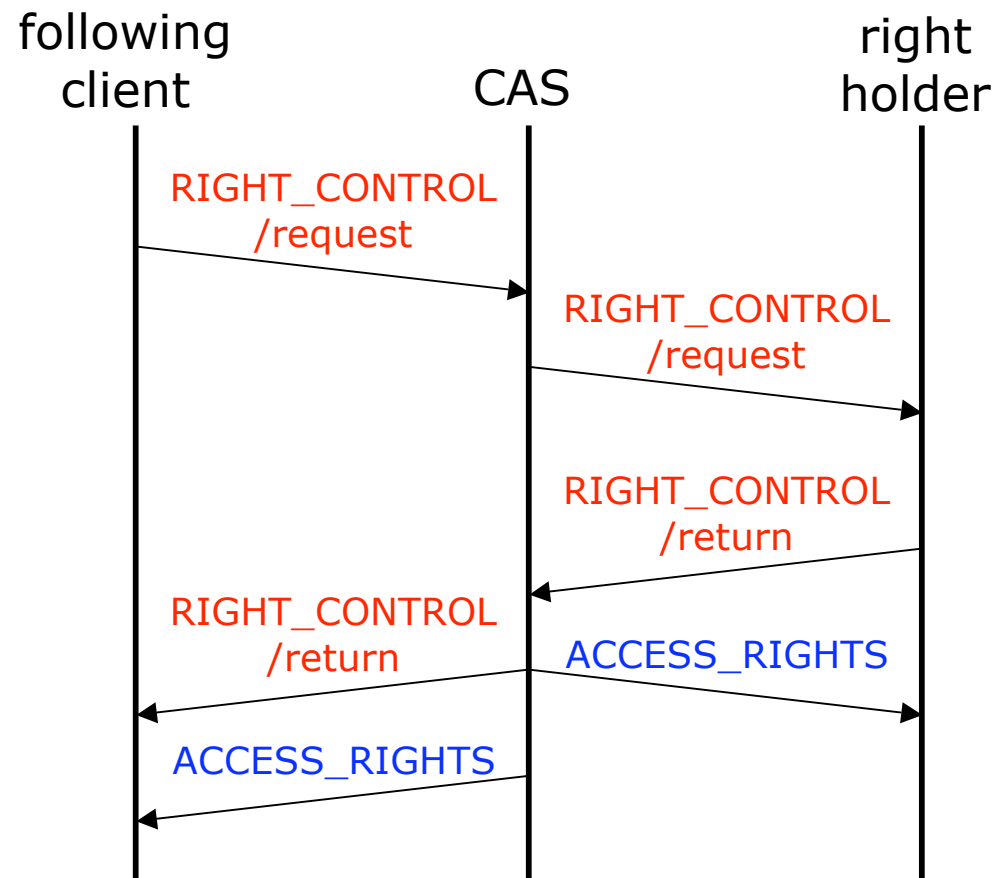 following
client
CAS
right
holder
RIGHT_CONTROL
/request
RIGHT_CONTROL
/request
RIGHT_CONTROL
/return
RIGHT_CONTROL
/return
ACCESS_RIGHTS
ACCESS_RIGHTS